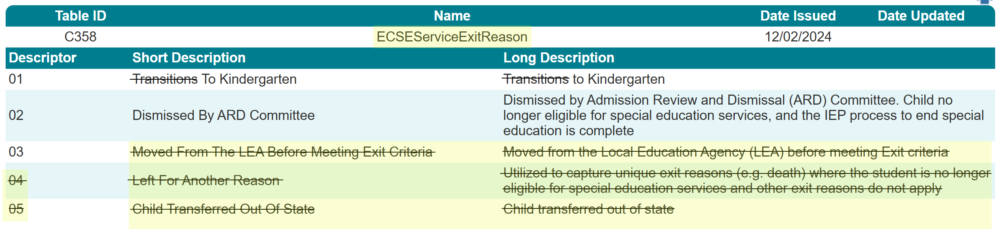 Table ID Name Date Issued Date Updated
C358 ECSEServiceExitReason 12/02/2024
Descriptor Short Description Long Description
01 Transitions To Kindergarten Transitions to Kindergarten
Dismissed by Admission Review and Dismissal (ARD) Committee. Child no
02 Dismissed By ARD Committee longer eligible for special education services, and the IEP process to end special
education is complete
03 Moved From The LEA Before Meeting Exit Criteria Moved from the Local Education Agency (LEA) before meeting Exit criteria
04 Left For Another Reason Utilized to capture unique exit reasons (e.g. death) where the student is no longer
eligible for special education services and other exit reasons do not apply
05 Child Transferred Out Of State Child transferred out of state